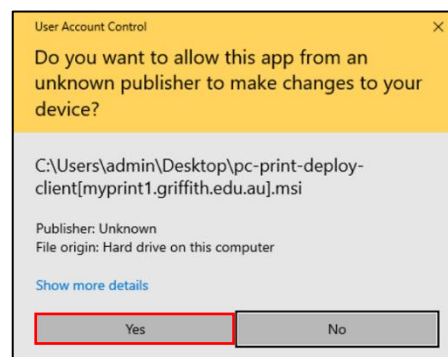 User Account Control
Do you want to allow this app from an
unknown publisher to make changes to your
device?
C:\Users\admin\Desktop\pc-print-deploy-
client[myprint1.griffith.edu.au].msi
Publisher: Unknown
File origin: Hard drive on this computer
Show more details
Yes No